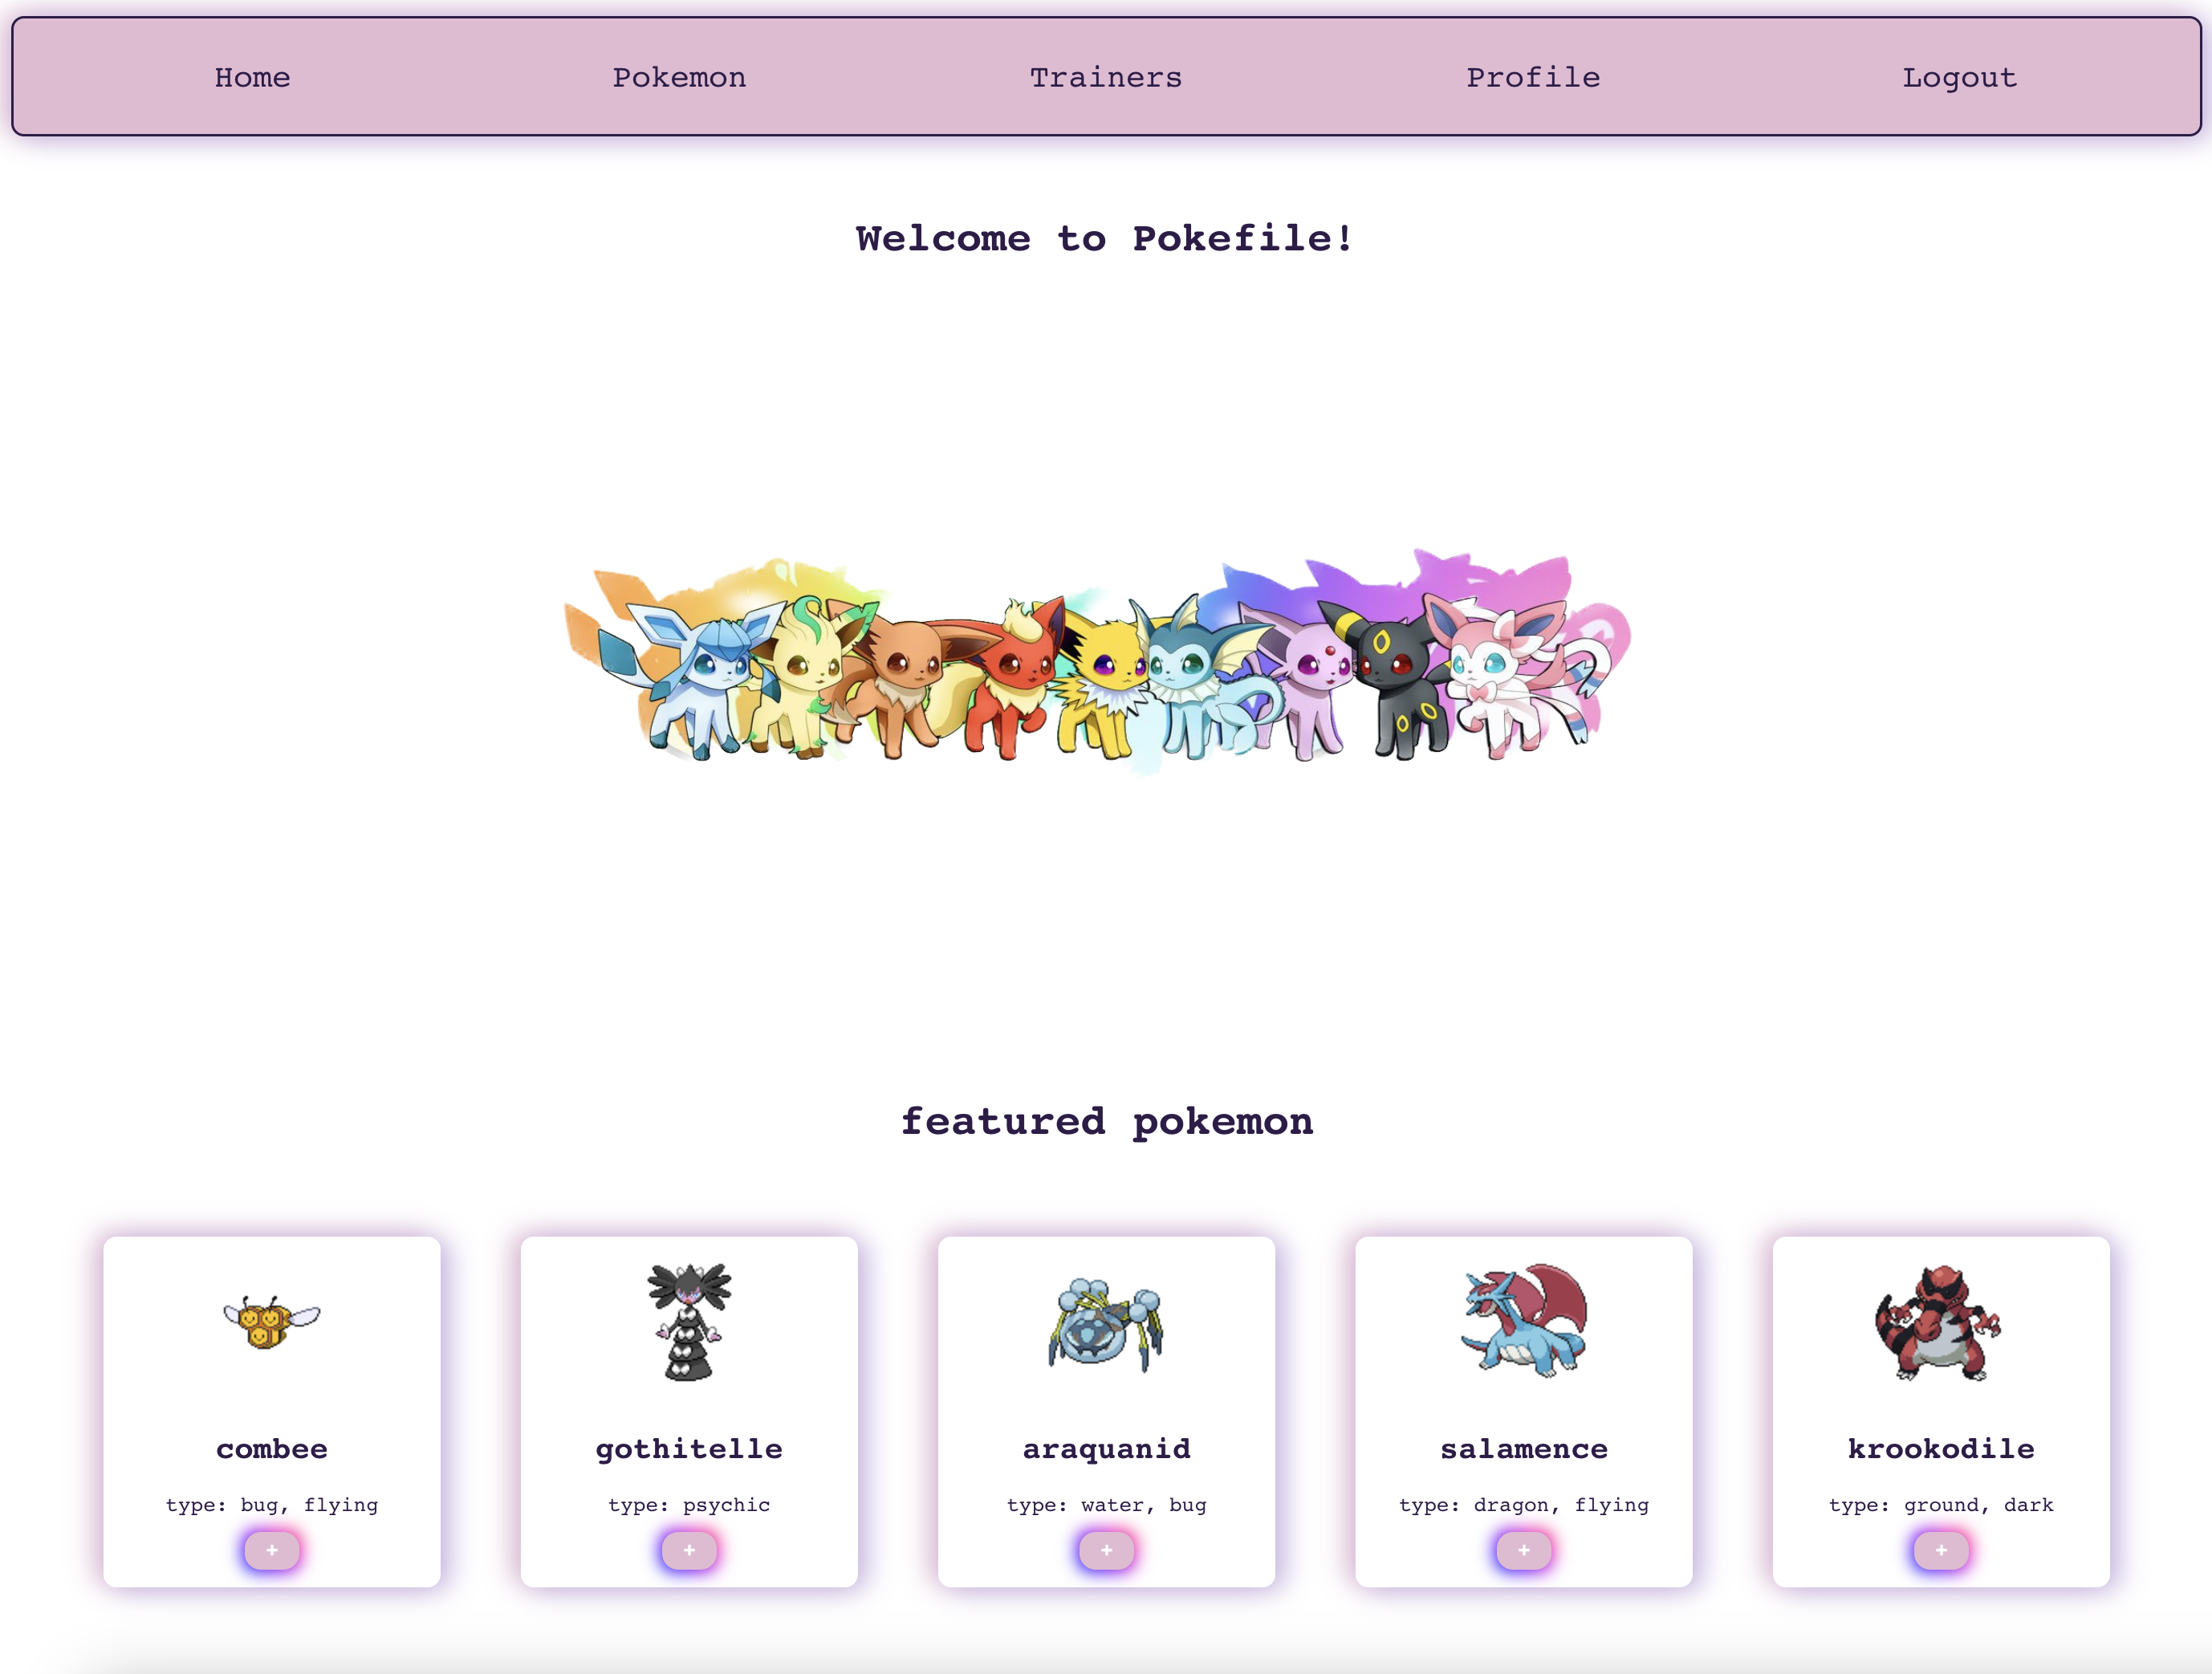 Home Pokemon Trainers Profile Logout
Welcome to Pokefile!
featured pokemon
combee
type: bug, flying
+
gothitelle
type: psychic
+
araquanid
type: water, bug
+
salamence
type: dragon, flying
+
krookodile
type: ground, dark
+